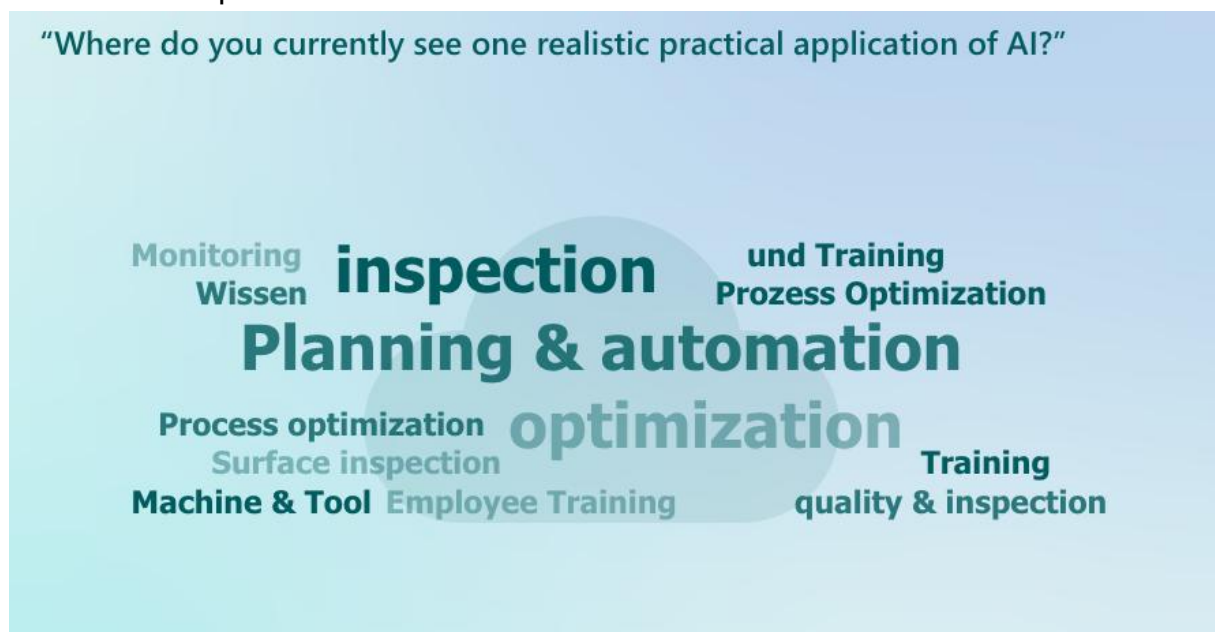 “Where do you currently see one realistic practical application of AI?”
Monitoring
inspection
und Training
Wissen
Prozess Optimization
Planning & automation
Process optimization
optimization
Surface inspection
Training
Machine & Tool
Employee Training
quality & inspection